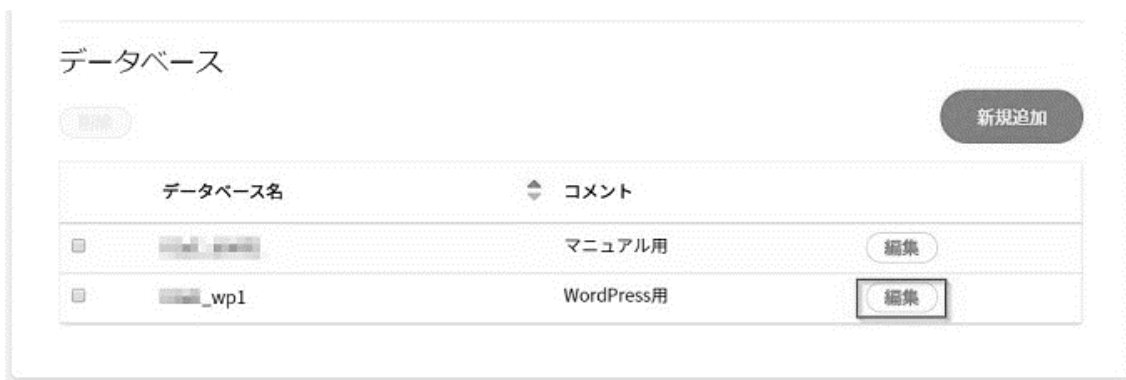 データベース
削除
新規追加
データベース名 コメント
マニュアル用 編集
_wp1 WordPress用 編集